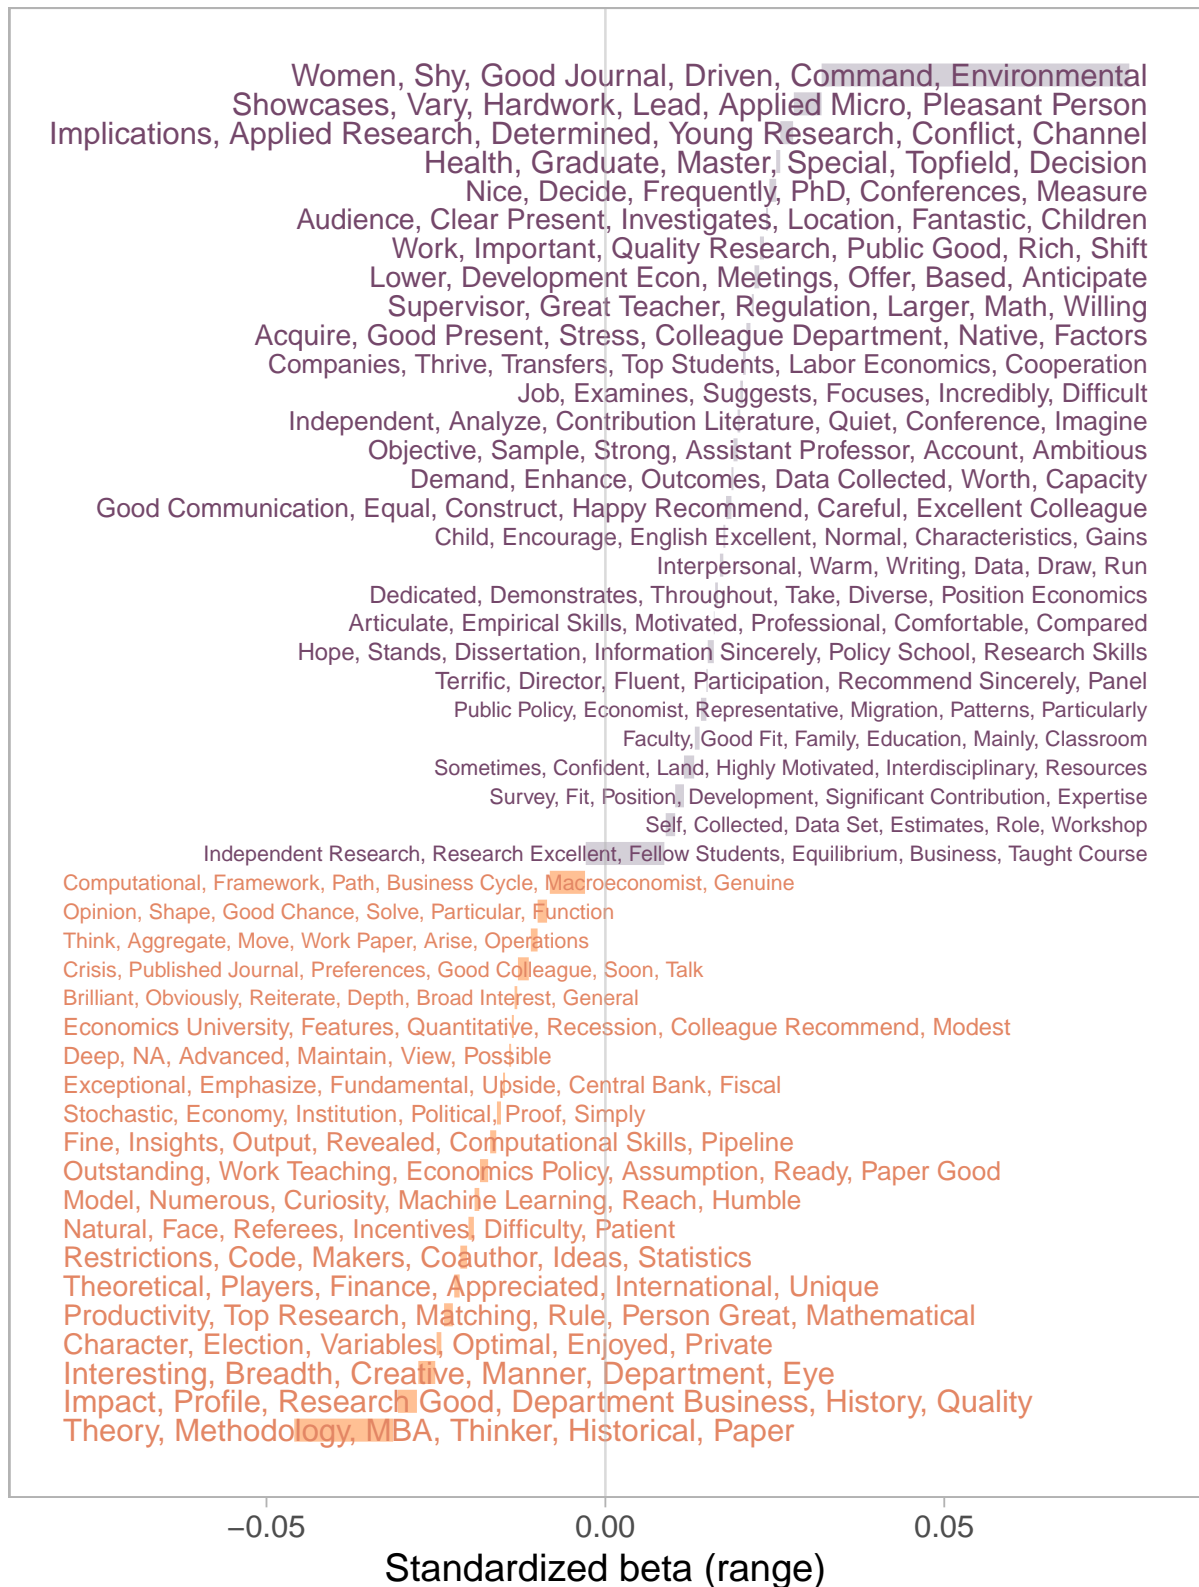 Women, Shy, Good Journal, Driven, Command, Environmental
Showcases, Vary, Hardwork, Lead, Applied Micro, Pleasant Person
Implications, Applied Research, Determined, Young Research, Conflict, Channel
Health, Graduate, Master, Special, Topfield, Decision
Nice, Decide, Frequently, PhD, Conferences, Measure
Audience, Clear Present, Investigates, Location, Fantastic, Children
Work, Important, Quality Research, Public Good, Rich, Shift
Lower, Development Econ, Meetings, Offer, Based, Anticipate
Supervisor, Great Teacher, Regulation, Larger, Math, Willing
Acquire, Good Present, Stress, Colleague Department, Native, Factors
Companies, Thrive, Transfers, Top Students, Labor Economics, Cooperation
Job, Examines, Suggests, Focuses, Incredibly, Difficult
Independent, Analyze, Contribution Literature, Quiet, Conference, Imagine
Objective, Sample, Strong, Assistant Professor, Account, Ambitious
Demand, Enhance, Outcomes, Data Collected, Worth, Capacity
Good Communication, Equal, Construct, Happy Recommend, Careful, Excellent Colleague
Child, Encourage, English Excellent, Normal, Characteristics, Gains
Interpersonal, Warm, Writing, Data, Draw, Run
Dedicated, Demonstrates, Throughout, Take, Diverse, Position Economics
Articulate, Empirical Skills, Motivated, Professional, Comfortable, Compared
Hope, Stands, Dissertation, Information, Sincerely, Policy School, Research Skills
Terrific, Director, Fluent, Participation, Recommend Sincerely, Panel
Public Policy, Economist, Representative, Migration, Patterns, Particularly
Faculty, Good Fit, Family, Education, Mainly, Classroom
Sometimes, Confident, Land, Highly Motivated, Interdisciplinary, Resources
Survey, Fit, Position, Development, Significant Contribution, Expertise
Self, Collected, Data Set, Estimates, Role, Workshop
Independent Research, Research Excellent, Fellow Students, Equilibrium, Business, Taught Course
Computational, Framework, Path, Business Cycle, Macroeconomist, Genuine
Opinion, Shape, Good Chance, Solve, Particular, Function
Think, Aggregate, Move, Work Paper, Arise, Operations
Crisis, Published Journal, Preferences, Good Colleague, Soon, Talk
Brilliant, Obviously, Reiterate, Depth, Broad Interest, General
Economics University, Features, Quantitative, Recession, Colleague Recommend, Modest
Deep, NA, Advanced, Maintain, View, Possible
Exceptional, Emphasize, Fundamental, Upside, Central Bank, Fiscal
Stochastic, Economy, Institution, Political, Proof, Simply
Fine, Insights, Output, Revealed, Computational Skills, Pipeline
Outstanding, Work Teaching, Economics Policy, Assumption, Ready, Paper Good
Model, Numerous, Curiosity, Machine Learning, Reach, Humble
Natural, Face, Referees, Incentives, Difficulty, Patient
Restrictions, Code, Makers, Coauthor, Ideas, Statistics
Theoretical, Players, Finance, Appreciated, International, Unique
Productivity, Top Research, Matching, Rule, Person Great, Mathematical
Character, Election, Variables, Optimal, Enjoyed, Private
Interesting, Breadth, Creative, Manner, Department, Eye
Impact, Profile, Research Good, Department Business, History, Quality
Theory, Methodology, MBA, Thinker, Historical, Paper
−0.05 0.00 0.05
Standardized beta (range)